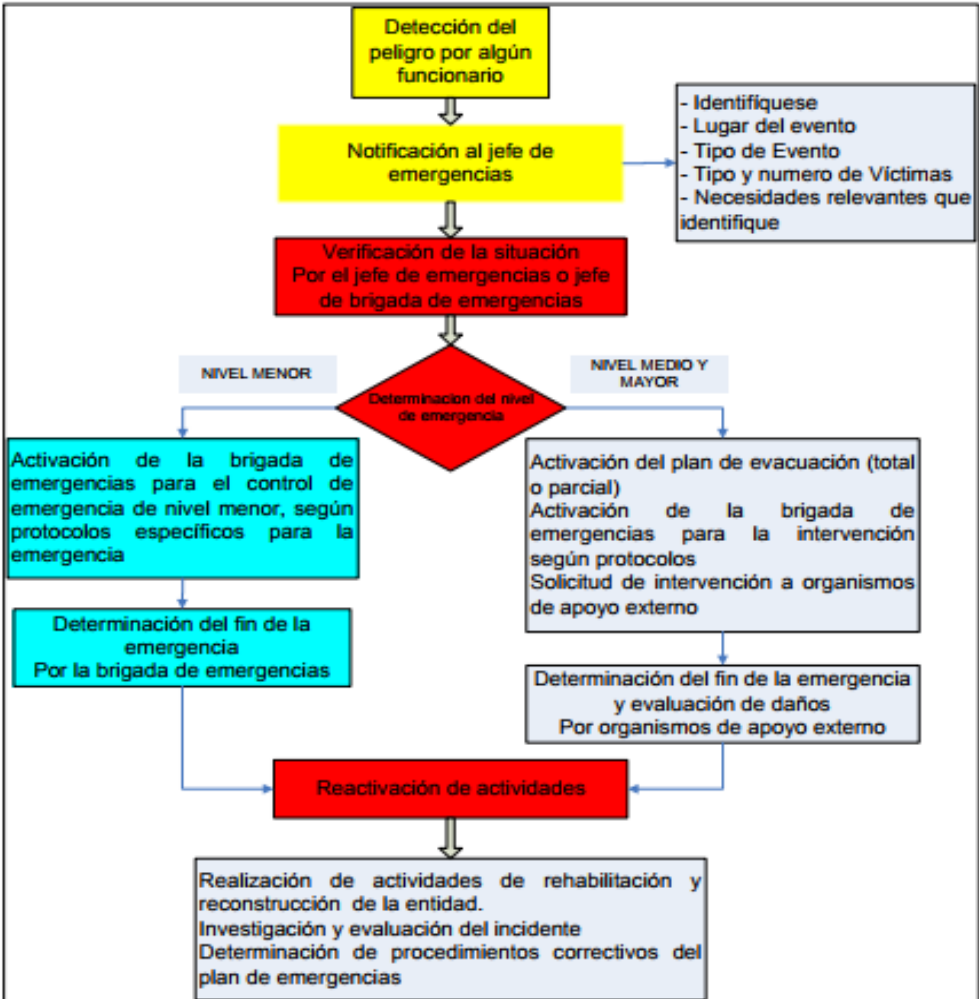 Detección del
peligro por algún
funcionario
Notificación al jefe de
emergencias
- Identifíquese
- Lugar del evento
- Tipo de Evento
- Tipo y numero de Víctimas
- Necesidades relevantes que
identifique
Verificación de la situación
Por el jefe de emergencias o jefe
de brigada de emergencias
NIVEL MENOR
NIVEL MEDIO Y
MAYOR
Determinacion del nivel
de emergencia
Activación de la brigada de
emergencias para el control de
emergencia de nivel menor, según
protocolos específicos para la
emergencia
Activación del plan de evacuación (total
o parcial)
Activación de la brigada de
emergencias para la intervención
según protocolos
Solicitud de intervención a organismos
de apoyo externo
Determinación del fin de la
emergencia
Por la brigada de emergencias
Determinación del fin de la emergencia
y evaluación de daños
Por organismos de apoyo externo
Reactivación de actividades
Realización de actividades de rehabilitación y
reconstrucción de la entidad.
Investigación y evaluación del incidente
Determinación de procedimientos correctivos del
plan de emergencias